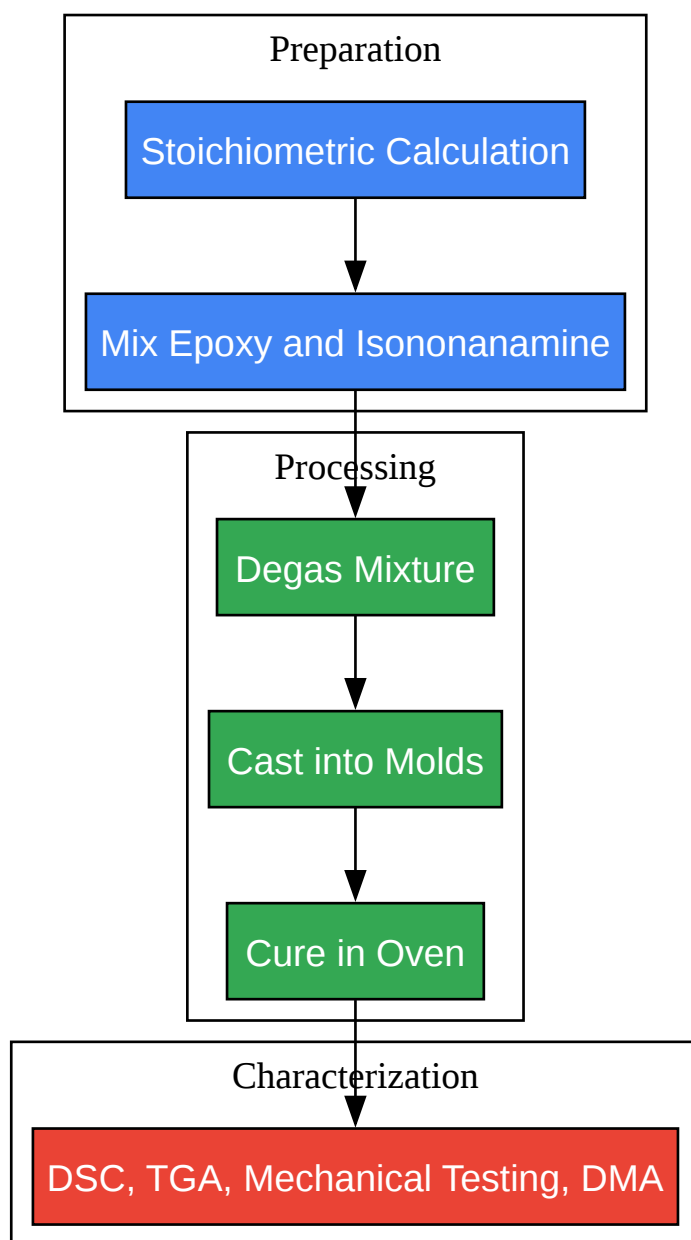 Preparation
Stoichiometric Calculation
Mix Epoxy and Isononanamine
Processing
Degas Mixture
Cast into Molds
Cure in Oven
Characterization
DSC, TGA, Mechanical Testing, DMA